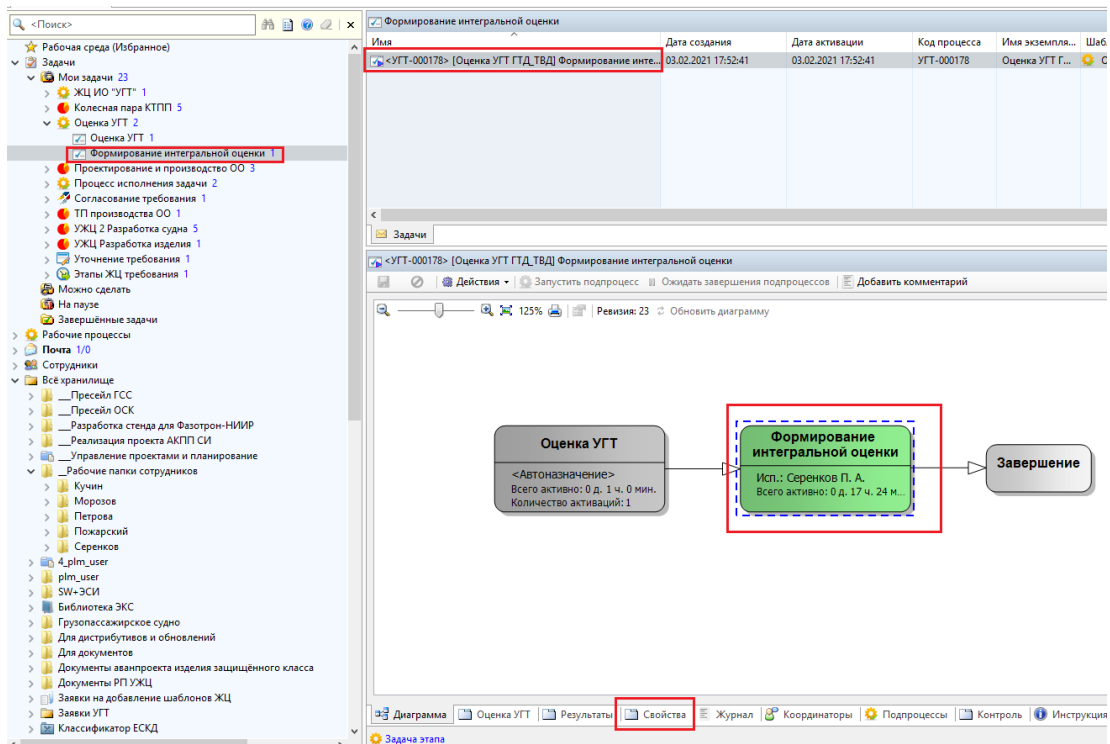 <Поиск>
Рабочая среда (Избранное)
Задачи
Мои задачи 23
ЖЦ ИО "УГТ" 1
Колесная пара КТПП 5
Оценка УГТ 2
Оценка УГТ 1
Формирование интегральной оценки 1
Проектирование и производство ОО 3
Процесс исполнения задачи 2
Согласование требования 1
ТП производства ОО 1
УЖЦ 2 Разработка судна 5
УЖЦ Разработка изделия 1
Уточнение требования 1
Этапы ЖЦ требования 1
Можно сделать
На паузе
Завершённые задачи
Рабочие процессы
Почта 1/0
Сотрудники
Всё хранилище
__Пресейл ГСС
__Пресейл ОСК
__Разработка стенда для Фазотрон-НИИР
__Реализация проекта АКПП СИ
__Управление проектами и планирование
_Рабочие папки сотрудников
Кучин
Морозов
Петрова
Пожарский
Серенков
4_plm_user
plm_user
SW+ЭСИ
Библиотека ЭКС
Грузопассажирское судно
Для дистрибутивов и обновлений
Для документов
Документы аванпроекта изделия защищённого класса
Документы РП УЖЦ
Заявки на добавление шаблонов ЖЦ
Заявки УГТ
Классификатор ЕСКД
Формирование интегральной оценки
Имя Дата создания Дата активации Код процесса Имя экземпля... Шаб
<УГТ-000178> [Оценка УГТ ГТД_ТВД] Формирование инте... 03.02.2021 17:52:41 03.02.2021 17:52:41 УГТ-000178 Оценка УГТ Г... О
Задачи
<УГТ-000178> [Оценка УГТ ГТД_ТВД] Формирование интегральной оценки
Действия Запустить подпроцесс Ожидать завершения подпроцессов Добавить комментарий
125% Ревизия: 23 Обновить диаграмму
Оценка УГТ
<Автоназначение>
Всего активно: 0 д. 1 ч. 0 мин.
Количество активаций: 1
Формирование
интегральной оценки
Исп.: Серенков П. А.
Всего активно: 0 д. 17 ч. 24 м...
Завершение
Диаграмма Оценка УГТ Результаты Свойства Журнал Координаторы Подпроцессы Контроль Инструкция
Задача этапа